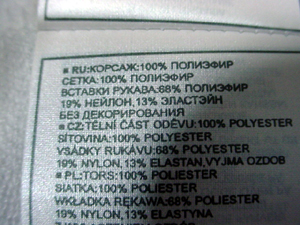 ■ RU:КОРСАЖ:100% ПОЛИЭФИР
СЕТКА:100% ПОЛИЭФИР
ВСТАВКИ РУКАВА:68% ПОЛИЭФИР
19% НЕЙЛОН,13% ЭЛАСТЭЙН
БЕЗ ДЕКОРИРОВАНИЯ
■ CZ:TĚLNÍ ČÁST ODĚVU:100% POLYESTER
SÍŤOVINA:100% POLYESTER
VSÁDKY RUKÁVU:68% POLYESTER
19% NYLON,13% ELASTAN,VYJMA OZDOB
■ PL:TORS:100% POLIESTER
SIATKA:100% POLIESTER
WKŁADKA RĘKAWA:68% POLIESTER
19% NYLON,13% ELASTYNA